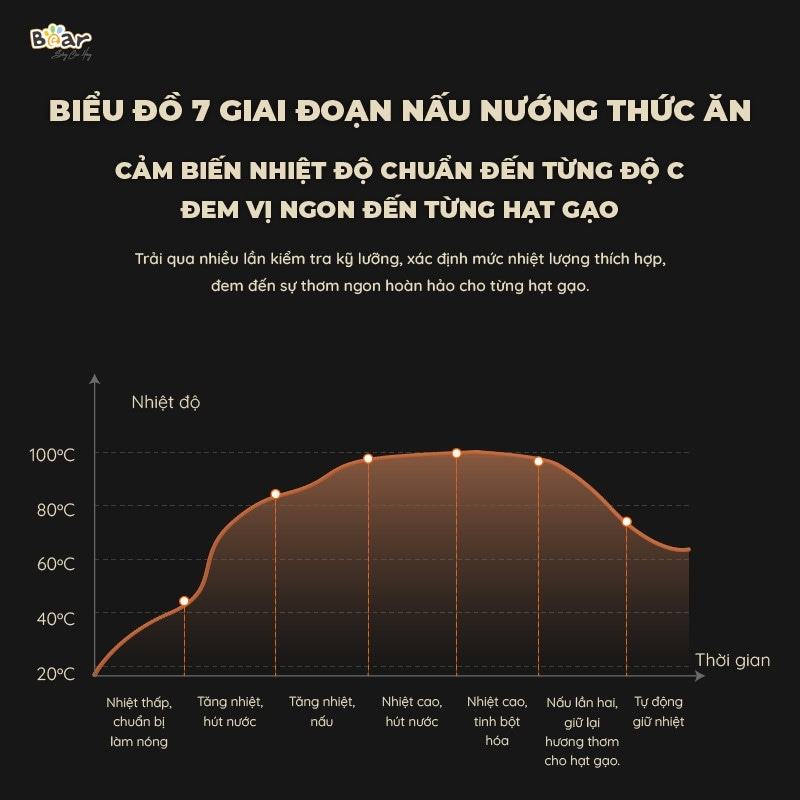 Bear
BIỂU ĐỒ 7 GIAI ĐOẠN NẤU NƯỚNG THỨC ĂN
CẢM BIẾN NHIỆT ĐỘ CHUẨN ĐẾN TỪNG ĐỘ C
ĐEM VỊ NGON ĐẾN TỪNG HẠT GẠO
Trải qua nhiều lần kiểm tra kỹ lưỡng, xác định mức nhiệt lượng thích hợp,
đem đến sự thơm ngon hoàn hảo cho từng hạt gạo.
Nhiệt độ
100ºC
80ºC
60ºC
40ºC
20ºC
Thời gian
Nhiệt thấp,
chuẩn bị
làm nóng
Tăng nhiệt,
hút nước
Tăng nhiệt,
nấu
Nhiệt cao,
hút nước
Nhiệt cao,
tinh bột
hóa
Nấu lần hai,
giữ lại
hương thơm
cho hạt gạo.
Tự động
giữ nhiệt